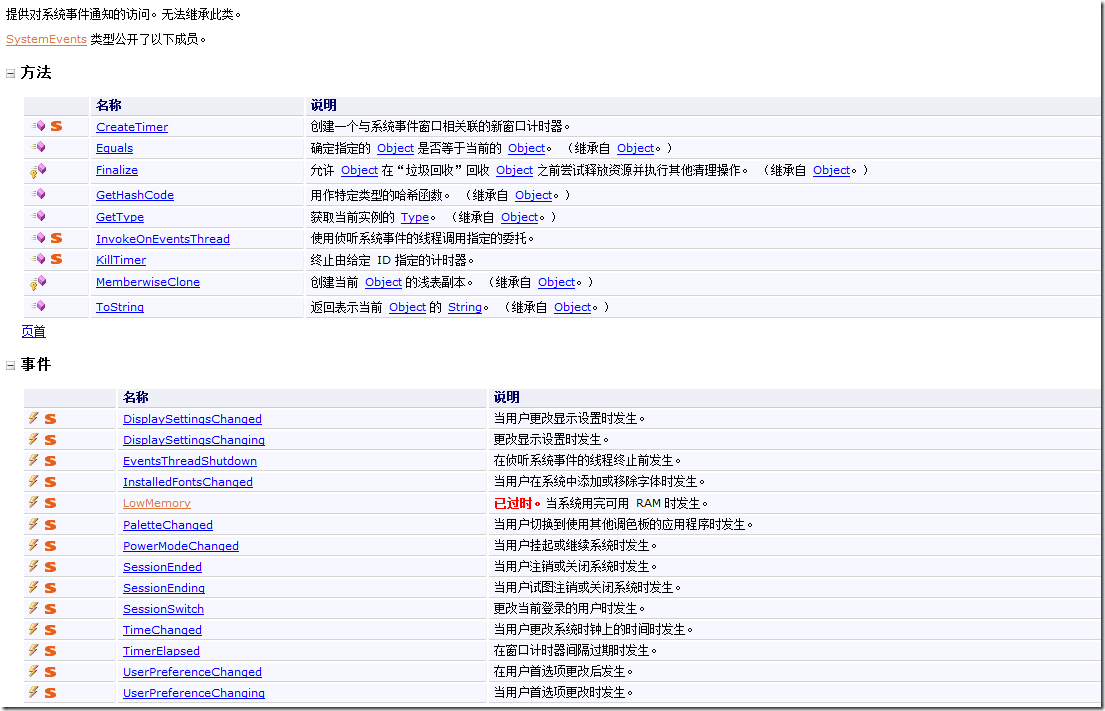 提供对系统事件通知的访问。无法继承此类。
SystemEvents 类型公开了以下成员。
方法
名称 说明
CreateTimer 创建一个与系统事件窗口相关联的新窗口计时器。
Equals 确定指定的 Object 是否等于当前的 Object。 （继承自 Object。）
Finalize 允许 Object 在“垃圾回收”回收 Object 之前尝试释放资源并执行其他清理操作。 （继承自 Object。）
GetHashCode 用作特定类型的哈希函数。 （继承自 Object。）
GetType 获取当前实例的 Type。 （继承自 Object。）
InvokeOnEventsThread 使用侦听系统事件的线程调用指定的委托。
KillTimer 终止由给定 ID 指定的计时器。
MemberwiseClone 创建当前 Object 的浅表副本。 （继承自 Object。）
ToString 返回表示当前 Object 的 String。 （继承自 Object。）
页首
事件
名称 说明
DisplaySettingsChanged 当用户更改显示设置时发生。
DisplaySettingsChanging 更改显示设置时发生。
EventsThreadShutdown 在侦听系统事件的线程终止前发生。
InstalledFontsChanged 当用户在系统中添加或移除字体时发生。
LowMemory 已过时。当系统用完可用 RAM 时发生。
PaletteChanged 当用户切换到使用其他调色板的应用程序时发生。
PowerModeChanged 当用户挂起或继续系统时发生。
SessionEnded 当用户注销或关闭系统时发生。
SessionEnding 当用户试图注销或关闭系统时发生。
SessionSwitch 更改当前登录的用户时发生。
TimeChanged 当用户更改系统时钟上的时间时发生。
TimerElapsed 在窗口计时器间隔过期时发生。
UserPreferenceChanged 在用户首选项更改后发生。
UserPreferenceChanging 当用户首选项更改时发生。